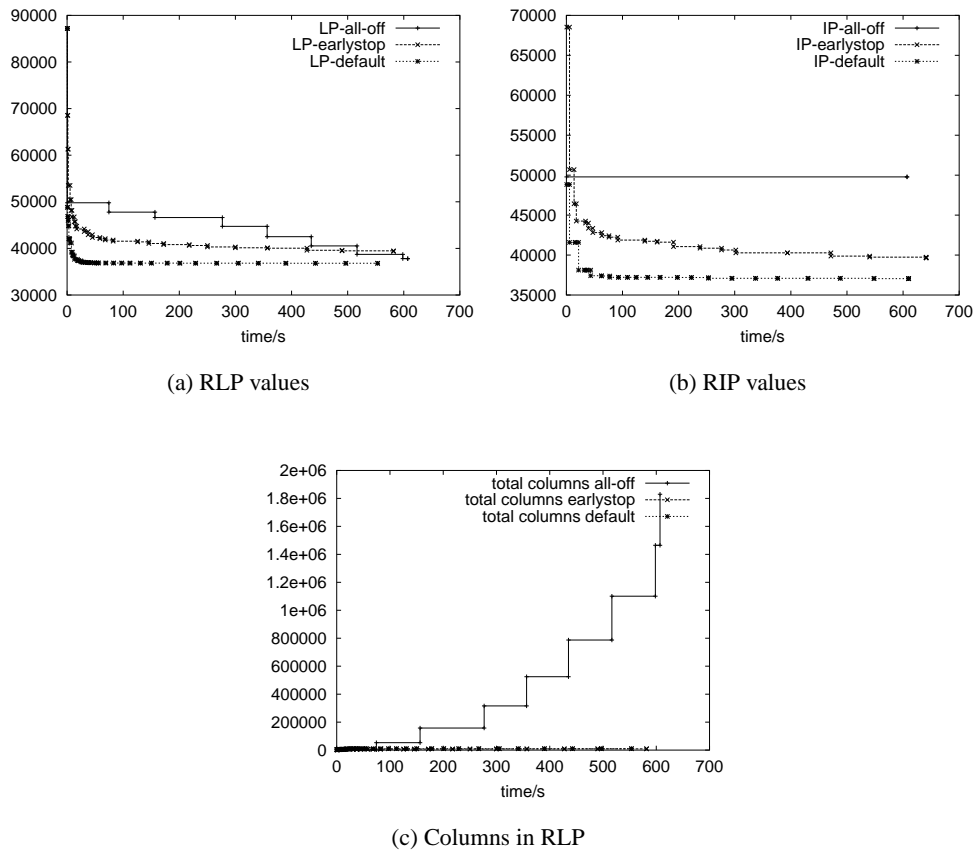 90000
80000
70000
60000
50000
40000
30000
0 100 200 300 400 500 600 700
time/s
LP-all-off
LP-earlystop
LP-default
(a) RLP values
70000
65000
60000
55000
50000
45000
40000
35000
0 100 200 300 400 500 600 700
time/s
IP-all-off
IP-earlystop
IP-default
(b) RIP values
2e+06
1.8e+06
1.6e+06
1.4e+06
1.2e+06
1e+06
800000
600000
400000
200000
0
0 100 200 300 400 500 600 700
time/s
total columns all-off
total columns earlystop
total columns default
(c) Columns in RLP